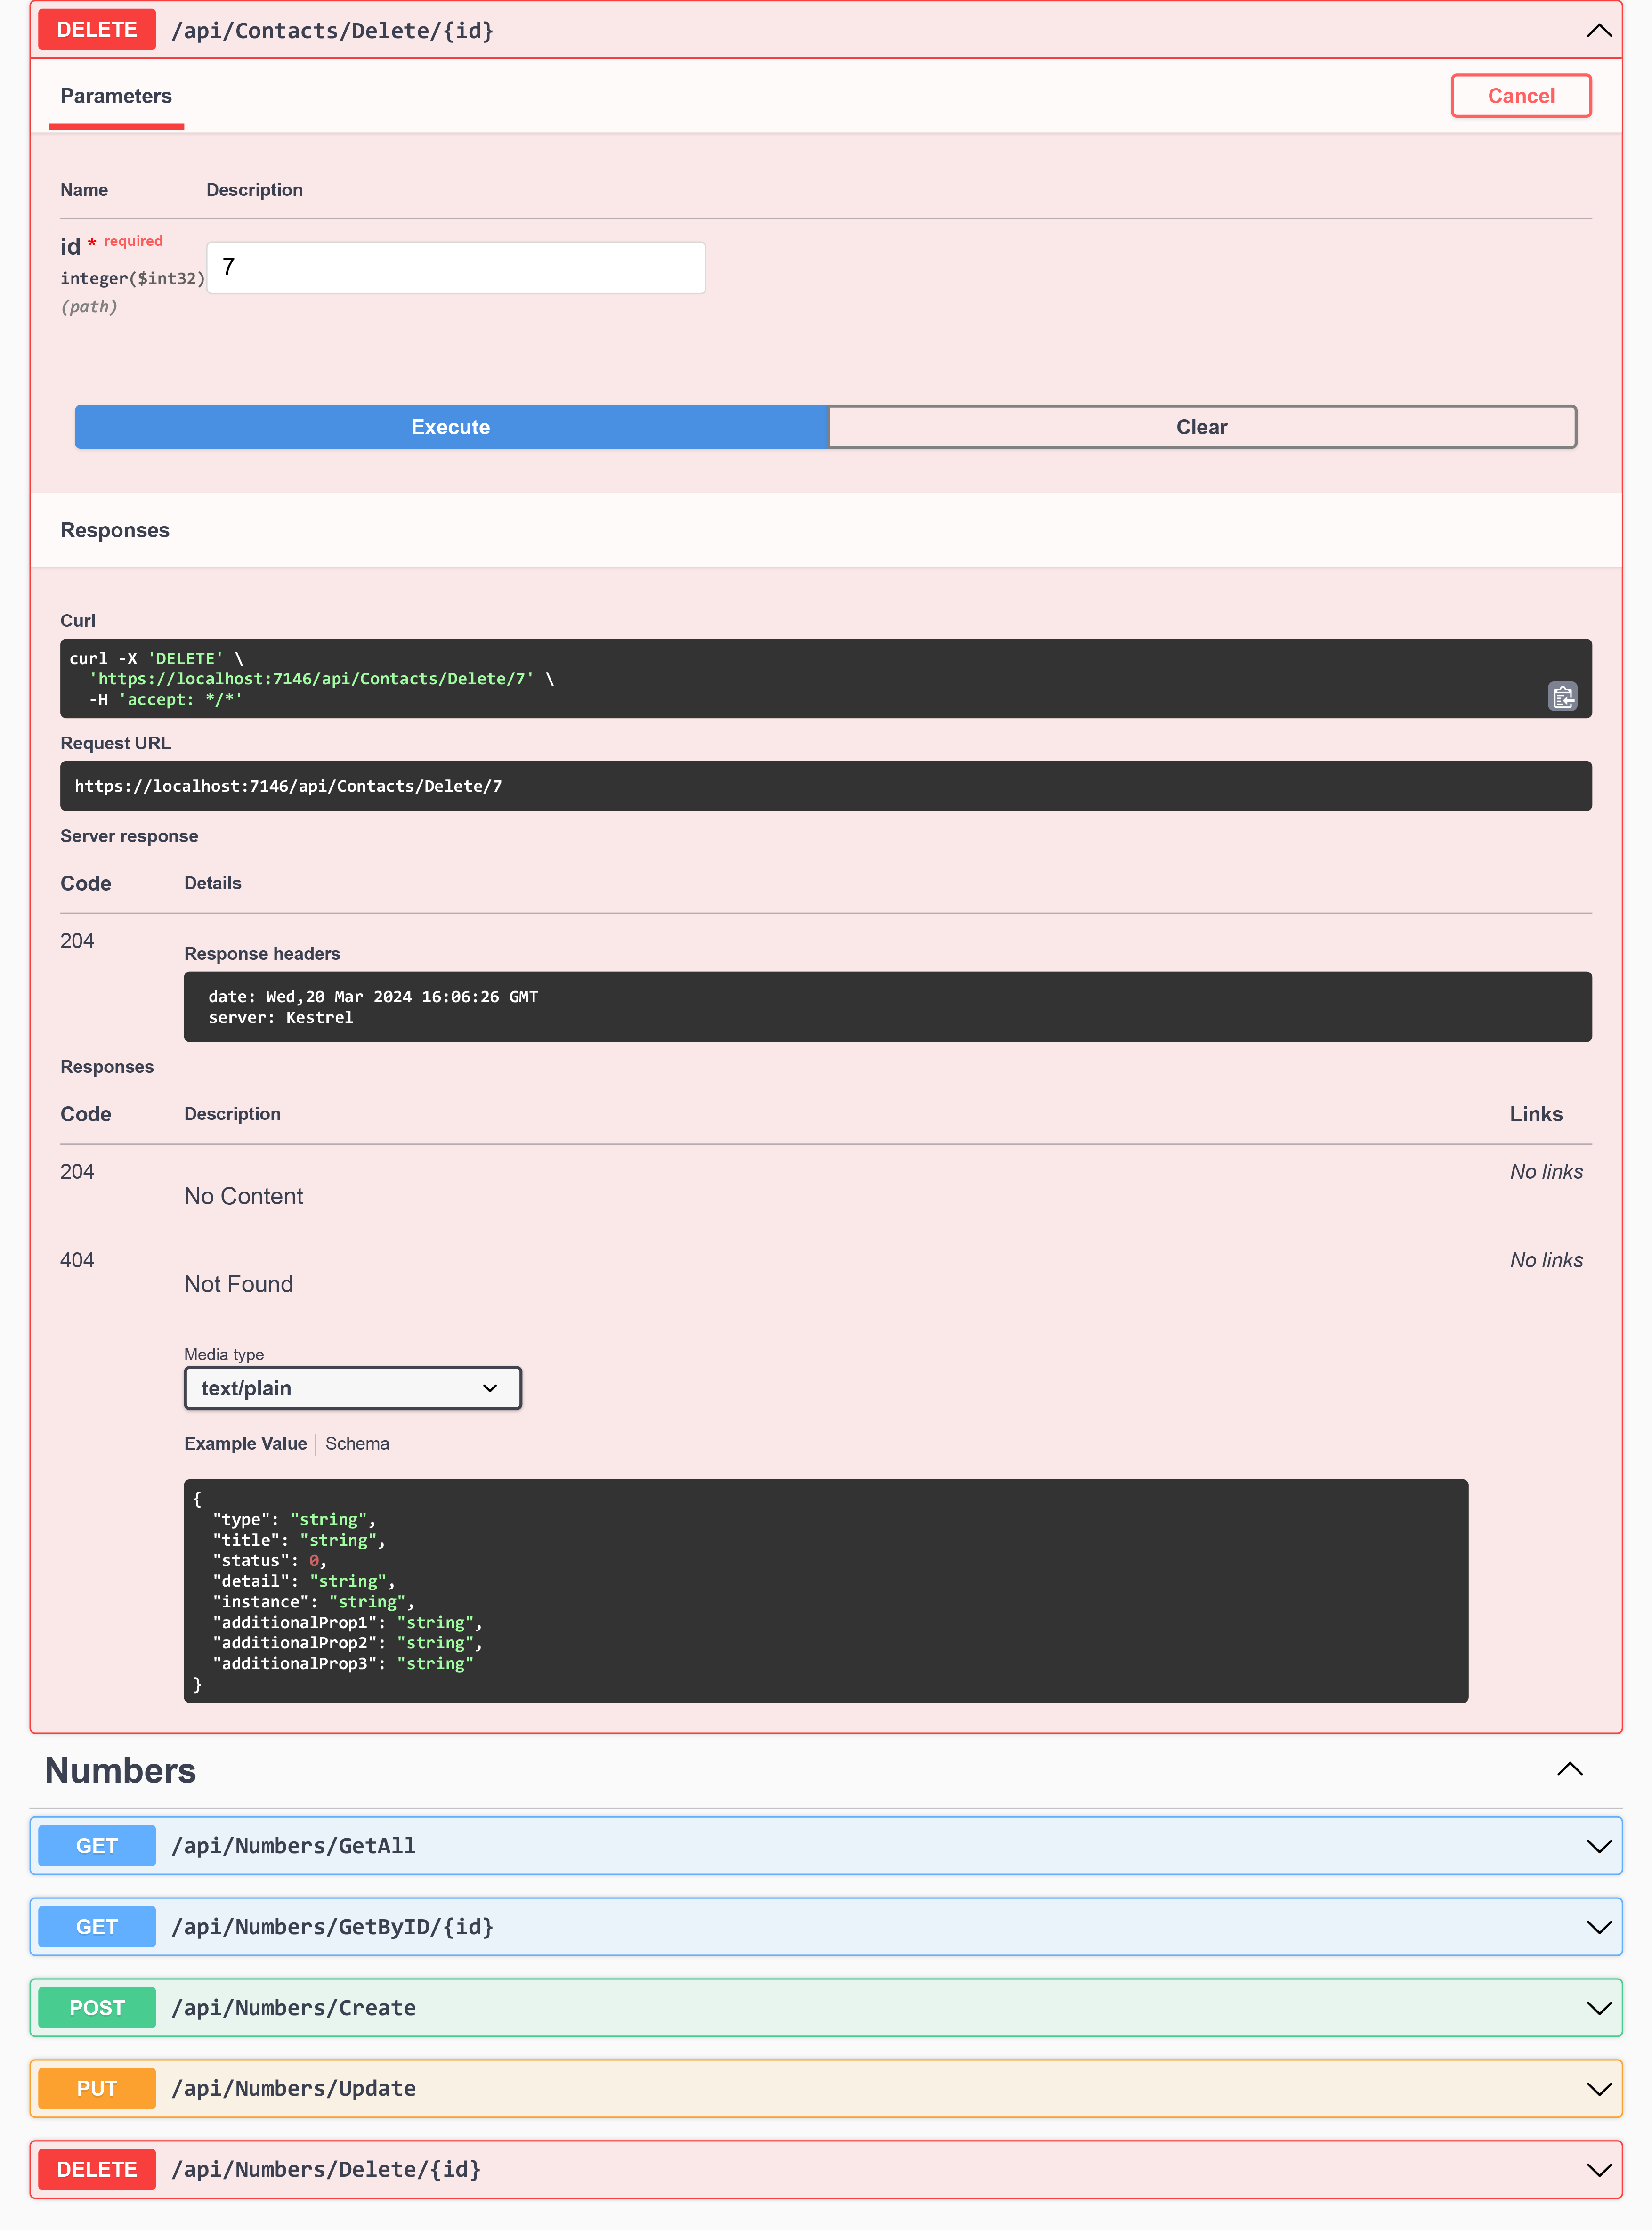 DELETE /api/Contacts/Delete/{id}
Parameters Cancel
Name Description
id * required
integer($int32)
(path)
7
Execute Clear
Responses
Curl
curl -X 'DELETE' \
  'https://localhost:7146/api/Contacts/Delete/7' \
  -H 'accept: */*'
Request URL
https://localhost:7146/api/Contacts/Delete/7
Server response
Code Details
204
Response headers
date: Wed,20 Mar 2024 16:06:26 GMT
server: Kestrel
Responses
Code Description Links
204 No links
No Content
404 No links
Not Found
Media type
text/plain
Example Value Schema
{
  "type": "string",
  "title": "string",
  "status": 0,
  "detail": "string",
  "instance": "string",
  "additionalProp1": "string",
  "additionalProp2": "string",
  "additionalProp3": "string"
}
Numbers
GET /api/Numbers/GetAll
GET /api/Numbers/GetByID/{id}
POST /api/Numbers/Create
PUT /api/Numbers/Update
DELETE /api/Numbers/Delete/{id}